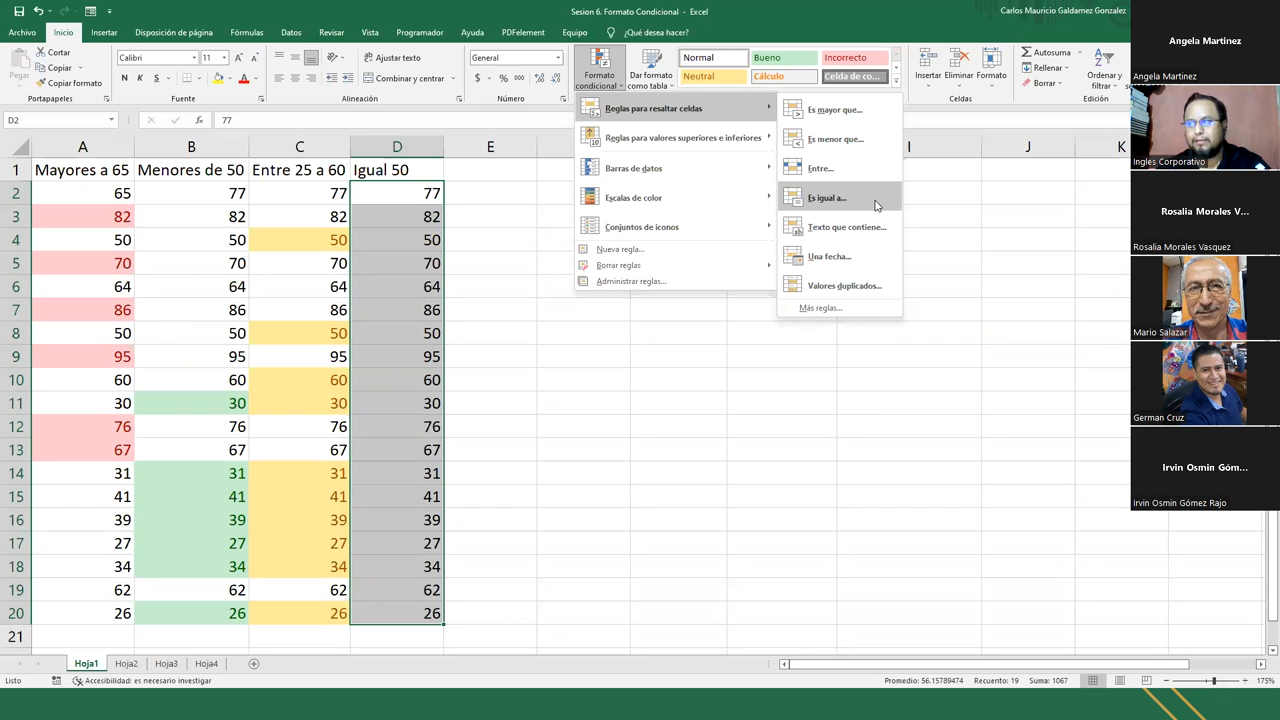 Sesion 6. Formato Condicional - Excel
Carlos Mauricio Galdamez Gonzalez
Archivo Inicio Insertar Disposición de página Fórmulas Datos Revisar Vista Programador Ayuda PDFelement Equipo ¿Qué desea hacer?
Pegar
Cortar
Copiar
Copiar formato
Portapapeles
Calibri 11
N K S
Fuente
Ajustar texto
Combinar y centrar
Alineación
General
Número
Formato condicional
Dar formato como tabla
Normal Bueno Incorrecto
Neutral Cálculo Celda de co...
Insertar Eliminar Formato
Celdas
Autosuma
Rellenar
Borrar
Ordenar y filtrar
Reglas para resaltar celdas
Reglas para valores superiores e inferiores
Barras de datos
Escalas de color
Conjuntos de iconos
Nueva regla...
Borrar reglas
Administrar reglas...
Es mayor que...
Es menor que...
Entre...
Es igual a...
Texto que contiene...
Una fecha...
Valores duplicados...
Más reglas...
D2 77
A B C D E I J K
1 Mayores a 65 Menores de 50 Entre 25 a 60 Igual 50
2 65 77 77 77
3 82 82 82 82
4 50 50 50 50
5 70 70 70 70
6 64 64 64 64
7 86 86 86 86
8 50 50 50 50
9 95 95 95 95
10 60 60 60 60
11 30 30 30 30
12 76 76 76 76
13 67 67 67 67
14 31 31 31 31
15 41 41 41 41
16 39 39 39 39
17 27 27 27 27
18 34 34 34 34
19 62 62 62 62
20 26 26 26 26
21
Hoja1 Hoja2 Hoja3 Hoja4
Listo Accesibilidad: es necesario investigar Promedio: 56.15789474 Recuento: 19 Suma: 1067 175%
Angela Martinez
Angela Martinez
Ingles Corporativo
Rosalia Morales V...
Rosalia Morales Vasquez
Mario Salazar
German Cruz
Irvin Osmin Góm...
Irvin Osmin Gómez Rajo